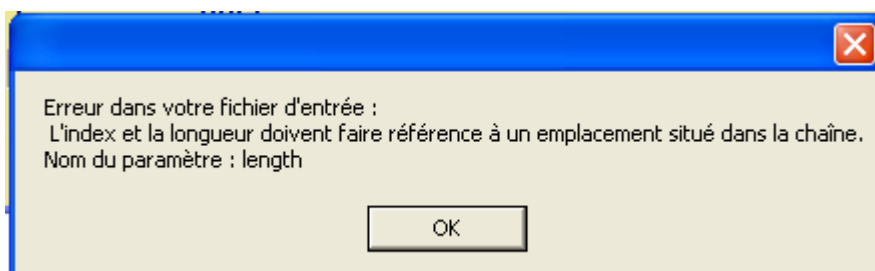 Erreur dans votre fichier d'entrée :
L'index et la longueur doivent faire référence à un emplacement situé dans la chaîne.
Nom du paramètre : length
OK